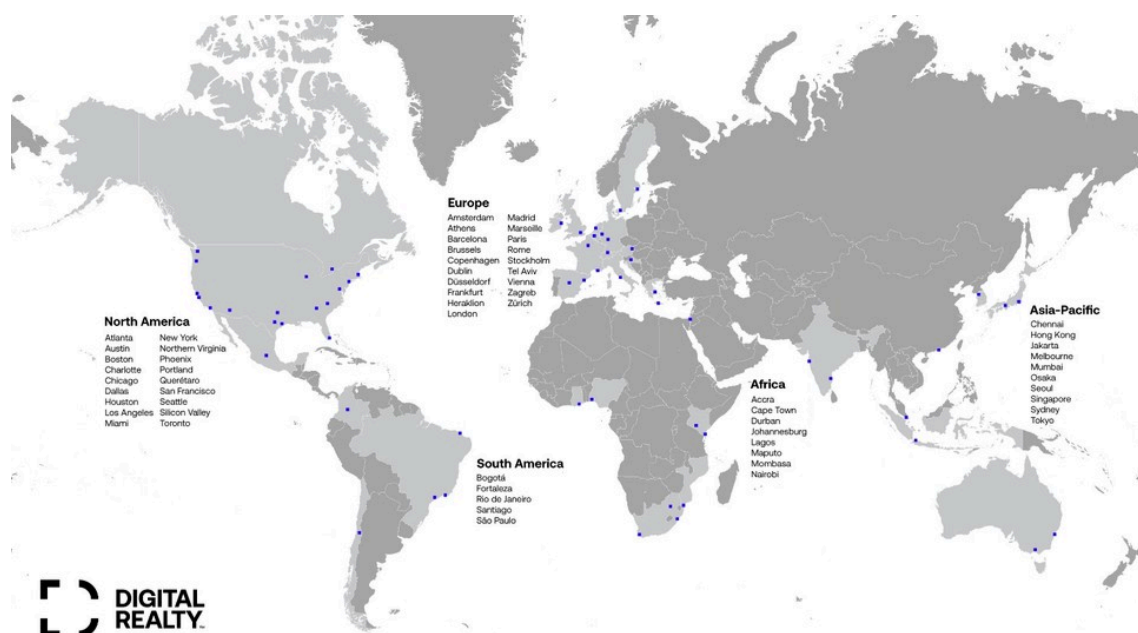 Europe
Amsterdam Madrid
Athens Marseille
Barcelona Paris
Brussels Rome
Copenhagen Stockholm
Dublin Tel Aviv
Düsseldorf Vienna
Frankfurt Zagreb
Heraklion Zürich
London
North America
Atlanta New York
Austin Northern Virginia
Boston Phoenix
Charlotte Portland
Chicago Querétaro
Dallas San Francisco
Houston Seattle
Los Angeles Silicon Valley
Miami Toronto
Asia-Pacific
Chennai
Hong Kong
Jakarta
Melbourne
Mumbai
Osaka
Seoul
Singapore
Sydney
Tokyo
Africa
Accra
Cape Town
Durban
Johannesburg
Lagos
Maputo
Mombasa
Nairobi
South America
Bogotá
Fortaleza
Rio de Janeiro
Santiago
São Paulo
DIGITAL
REALTY